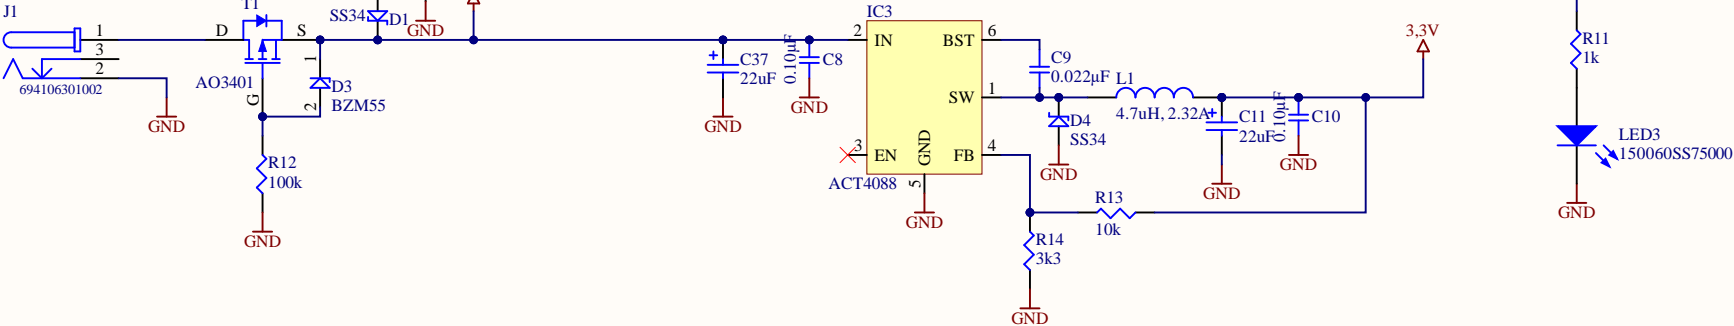 J1
1
3
2
694106301002
GND
T1
D
S
AO3401
G
1
D3
BZM55
2
R12
100k
GND
SS34
D1
GND
C37
22uF
GND
0.10µF
C8
GND
IC3
2
IN
BST
6
SW
1
3
EN
GND
FB
4
ACT4088
5
GND
C9
0.022µF
L1
4.7uH, 2.32A
D4
SS34
GND
C11
22uF
GND
0.10µF
C10
GND
3,3V
R13
10k
R14
3k3
GND
R11
1k
LED3
150060SS75000
GND